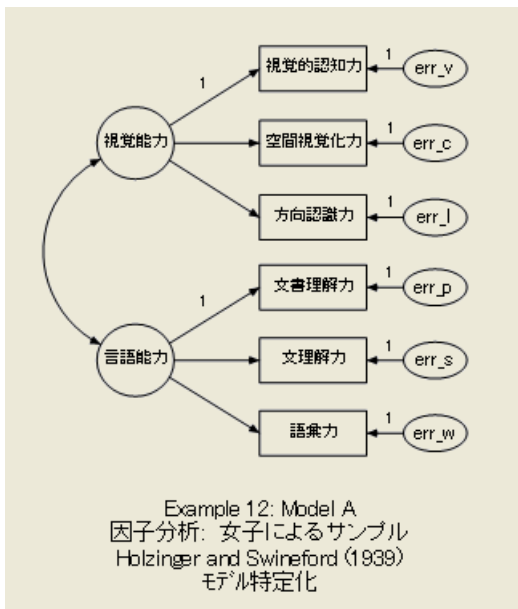 視覚的認知力
1
err_v
1
視覚能力
空間視覚化力
1
err_c
方向認識力
1
err_l
文書理解力
1
err_p
1
言語能力
文理解力
1
err_s
語彙力
1
err_w
Example 12: Model A
因子分析: 女子によるサンプル
Holzinger and Swineford (1939)
モデル特定化